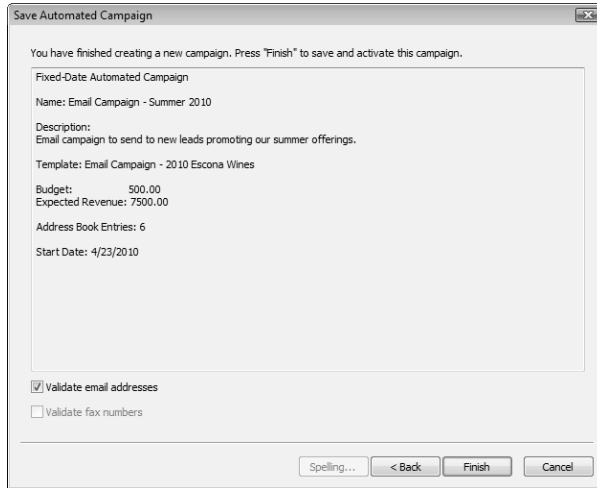 Save Automated Campaign
You have finished creating a new campaign. Press "Finish" to save and activate this campaign.
Fixed-Date Automated Campaign
Name: Email Campaign - Summer 2010
Description:
Email campaign to send to new leads promoting our summer offerings.
Template: Email Campaign - 2010 Escona Wines
Budget: 500.00
Expected Revenue: 7500.00
Address Book Entries: 6
Start Date: 4/23/2010
Validate email addresses
Validate fax numbers
Spelling... < Back Finish Cancel